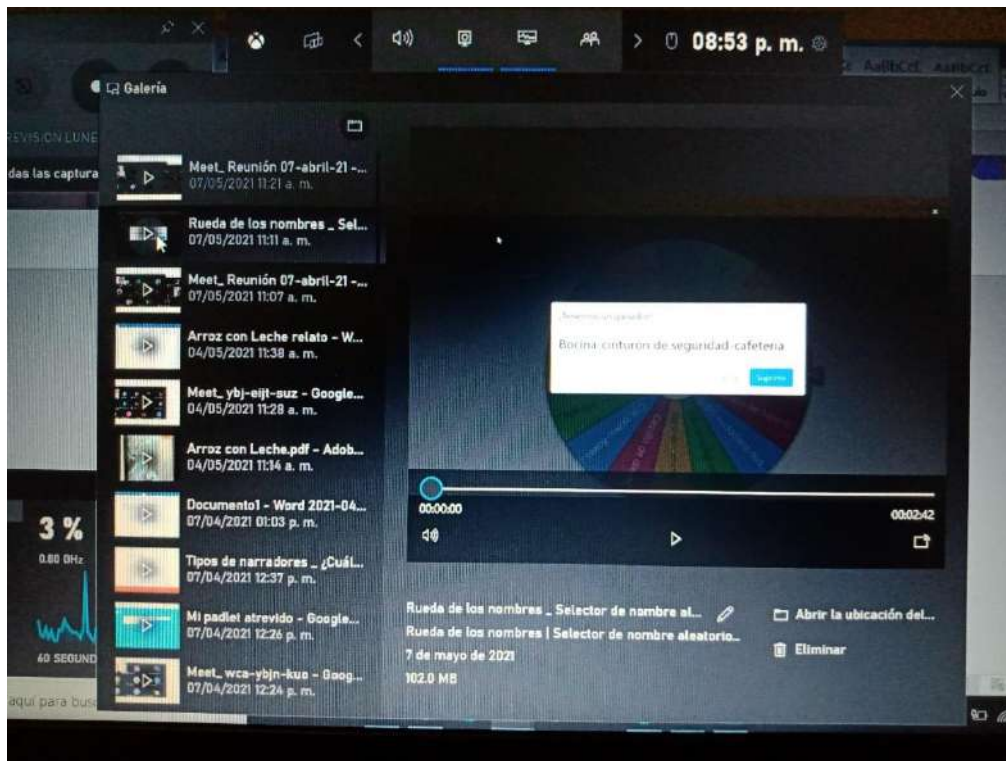 08:53 p. m.
AaBbCcI
Galería
REVISION LUNE
das las captura
Meet_ Reunión 07-abril-21 -...
07/05/2021 11:21 a. m.
Rueda de los nombres _ Sel...
07/05/2021 11:11 a. m.
Meet_ Reunión 07-abril-21 -...
07/05/2021 11:07 a. m.
Arroz con Leche relato - W...
04/05/2021 11:38 a. m.
Meet_ ybj-eijt-suz - Google...
04/05/2021 11:28 a. m.
Arroz con Leche.pdf - Adob...
04/05/2021 11:14 a. m.
Documento1 - Word 2021-04...
07/04/2021 01:03 p. m.
Tipos de narradores _ ¿Cuál...
07/04/2021 12:37 p. m.
Mi padlet atrevido - Google...
07/04/2021 12:26 p. m.
Meet_ wca-ybjn-kuo - Goog...
07/04/2021 12:24 p. m.
¡Tenemos un ganador!
Bocina-cinturon de seguridad-cafeteria
00:00:00
00:02:42
Rueda de los nombres _ Selector de nombre al...
Rueda de los nombres | Selector de nombre aleatorio...
7 de mayo de 2021
102.0 MB
Abrir la ubicación del...
Eliminar
3 %
0.80 GHz
60 SEGUND
aquí para bus